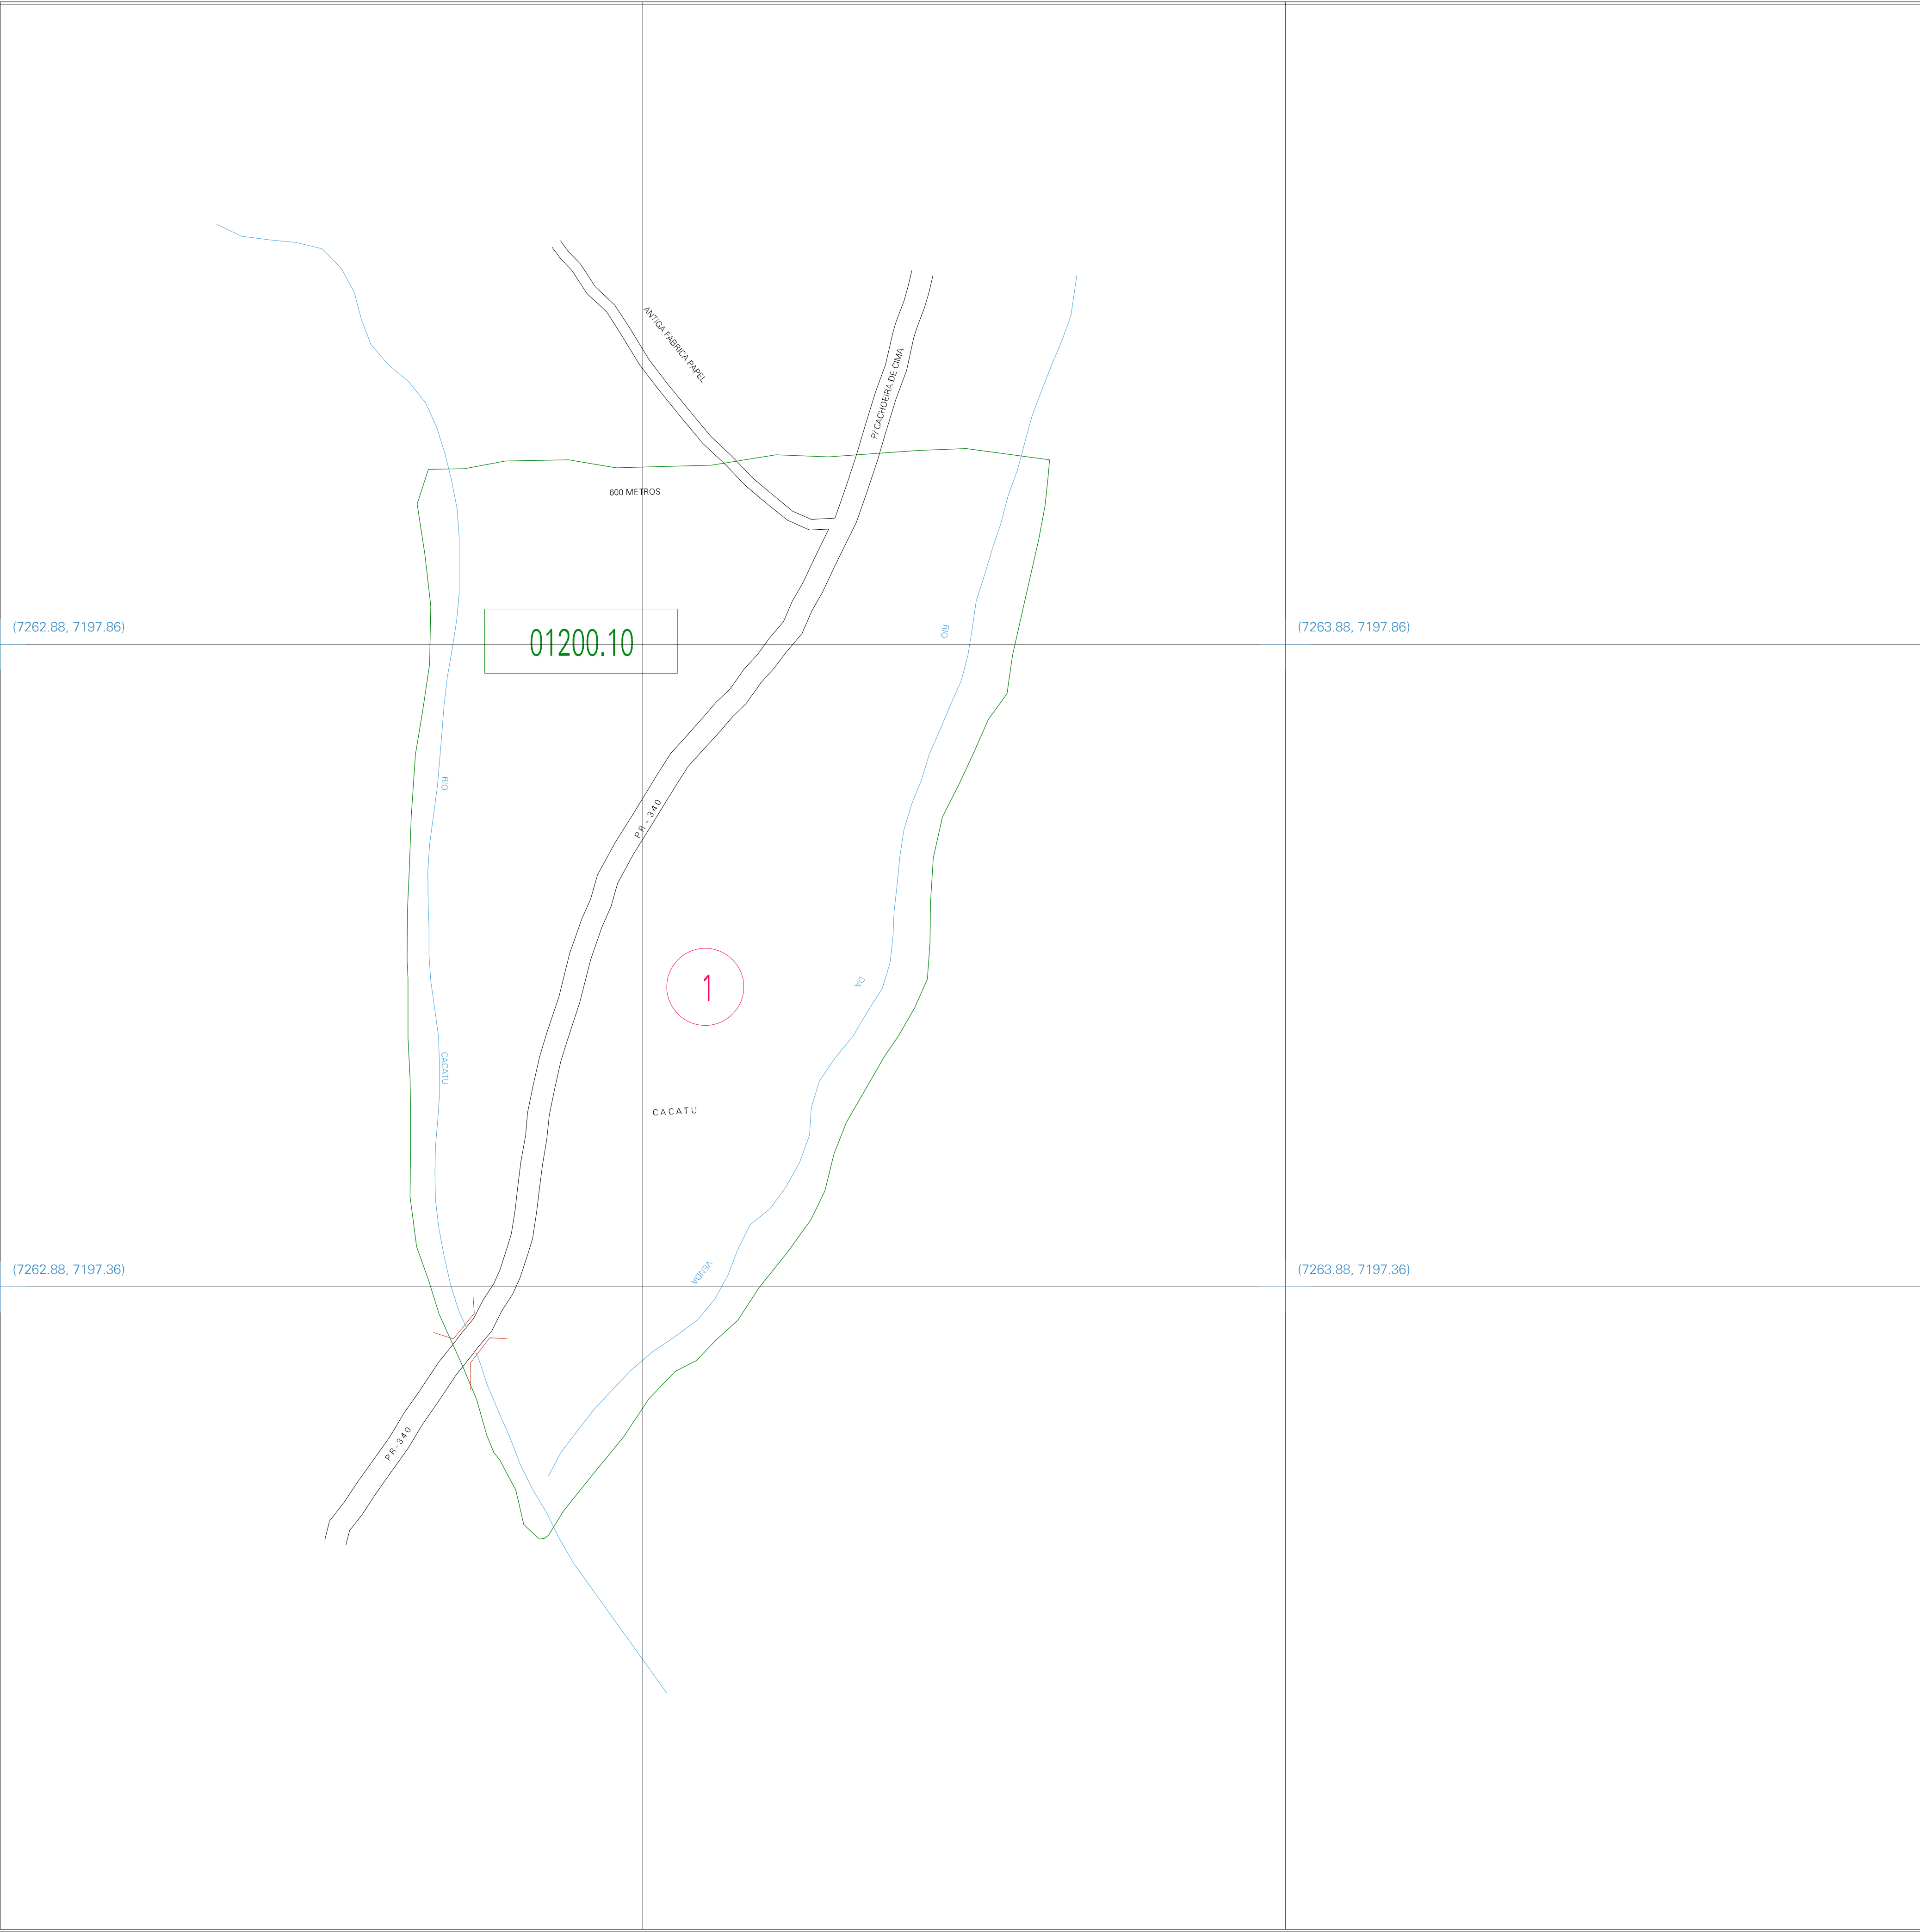 ANTIGA FABRICA PAPEL
P/ CACHOEIRA DE CIMA
600 METROS
(7262.88, 7197.86)
01200.10
RIO
(7263.88, 7197.86)
RIO
PR - 340
DA
1
CACATU
CACATU
VENDA
(7262.88, 7197.36)
(7263.88, 7197.36)
PR-340